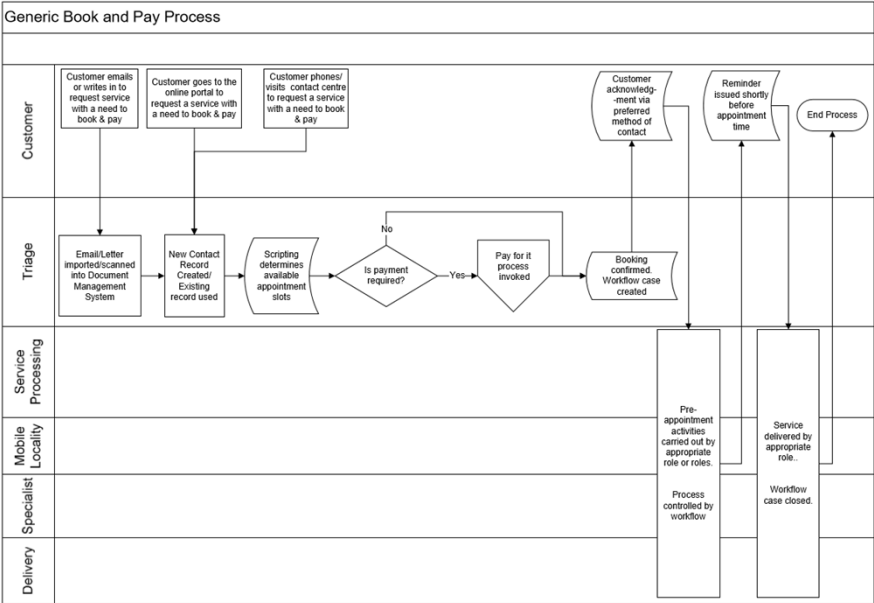 Generic Book and Pay Process
Customer
Customer emails
or writes in to
request service
with a need to
book & pay
Customer goes to the
online portal to
request a service with
a need to book & pay
Customer phones/
visits contact centre
to request a service
with a need to book
& pay
Customer
acknowledg-
-ment via
preferred
method of
contact
Reminder
issued shortly
before
appointment
time
End Process
Triage
Email/Letter
imported/scanned
into Document
Management
System
New Contact
Record
Created/
Existing
record used
Scripting
determines
available
appointment
slots
Is payment
required?
No
Yes
Pay for it
process
invoked
Booking
confirmed.
Workflow case
created
Service
Processing
Mobile
Locality
Specialist
Delivery
Pre-
appointment
activities
carried out by
appropriate
role or roles.
Process
controlled by
workflow
Service
delivered by
appropriate
role..
Workflow
case closed.